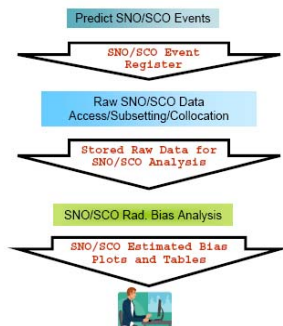 Predict SNO/SCO Events
SNO/SCO Event
Register
Raw SNO/SCO Data
Access/Subsetting/Collocation
Stored Raw Data for
SNO/SCO Analysis
SNO/SCO Rad. Bias Analysis
SNO/SCO Estimated Bias
Plots and Tables